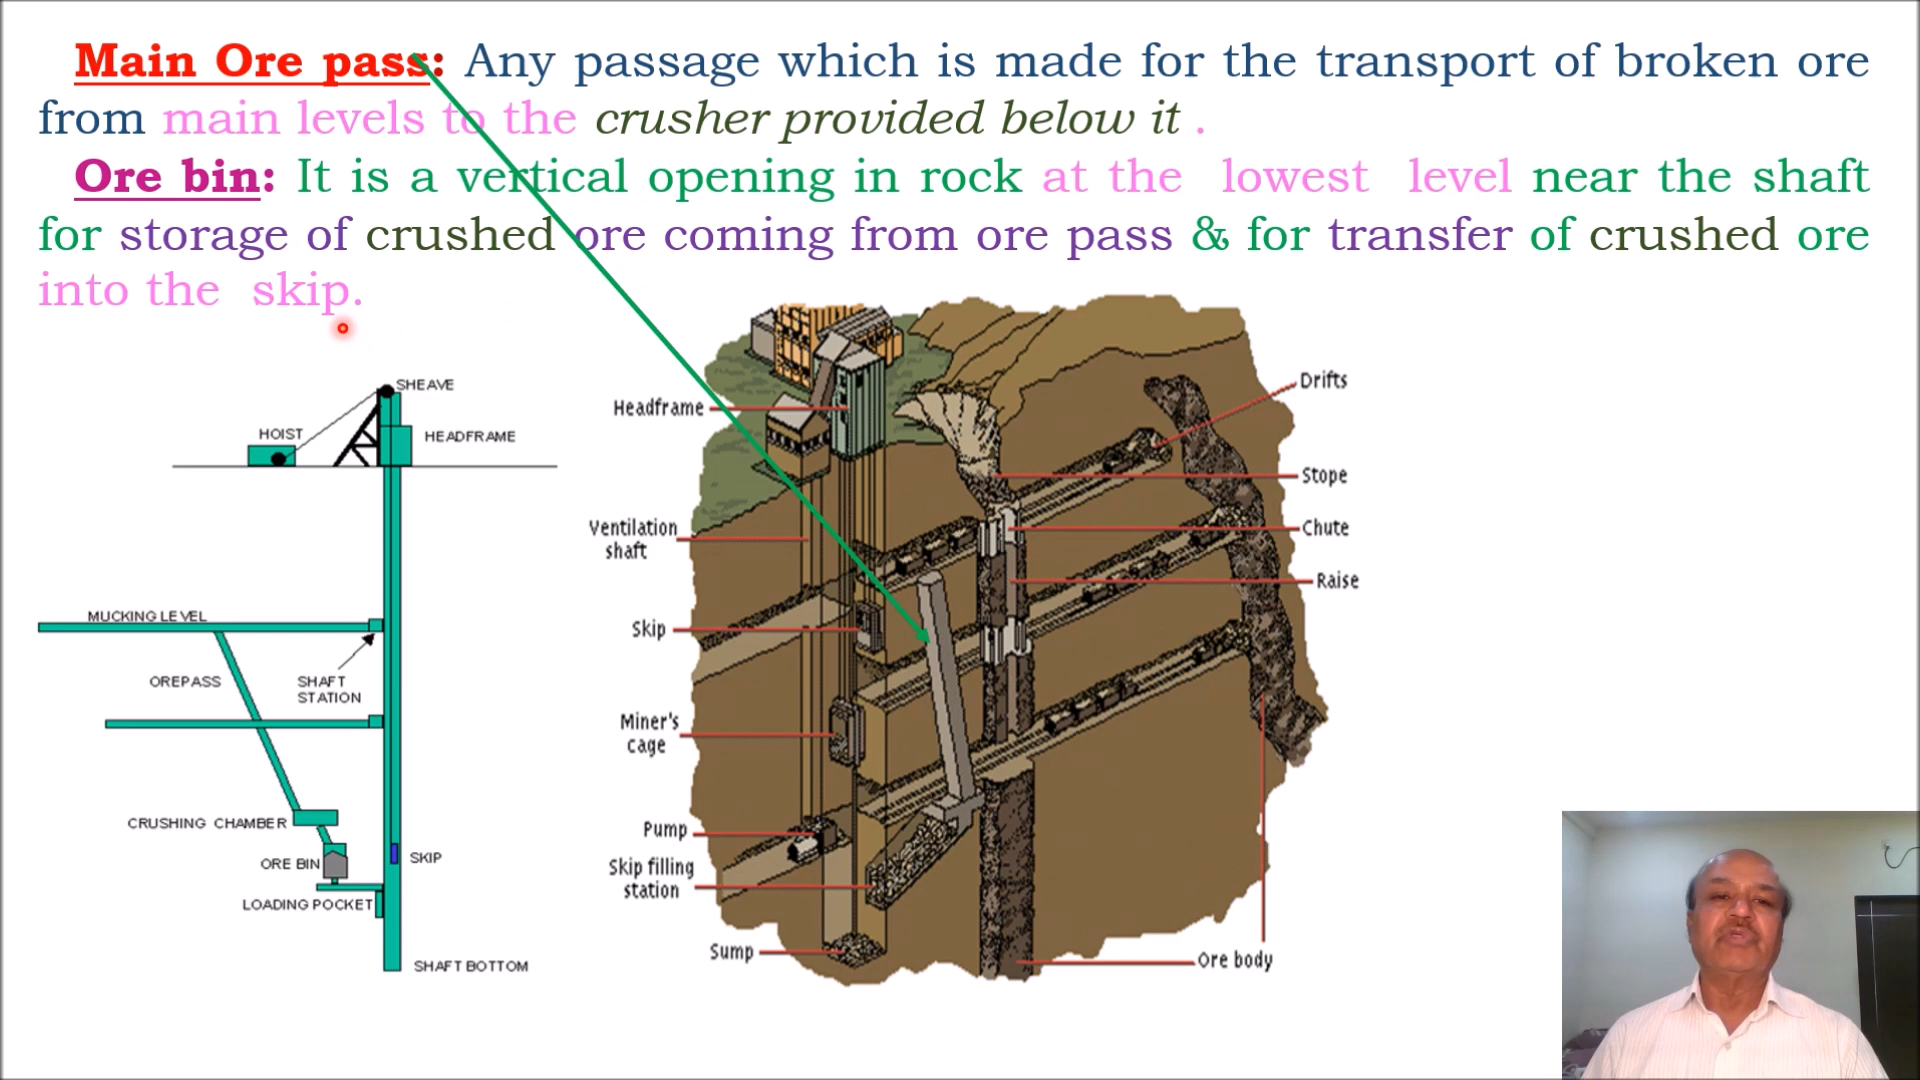 Main Ore pass: Any passage which is made for the transport of broken ore
from main levels to the crusher provided below it .
Ore bin: It is a vertical opening in rock at the lowest level near the shaft
for storage of crushed ore coming from ore pass & for transfer of crushed ore
into the skip.
SHEAVE
HOIST
HEADFRAME
MUCKING LEVEL
OREPASS
SHAFT
STATION
CRUSHING CHAMBER
ORE BIN
SKIP
LOADING POCKET
SHAFT BOTTOM
Headframe
Ventilation
shaft
Skip
Miner's
cage
Pump
Skip filling
station
Sump
Drifts
Stope
Chute
Raise
Ore body